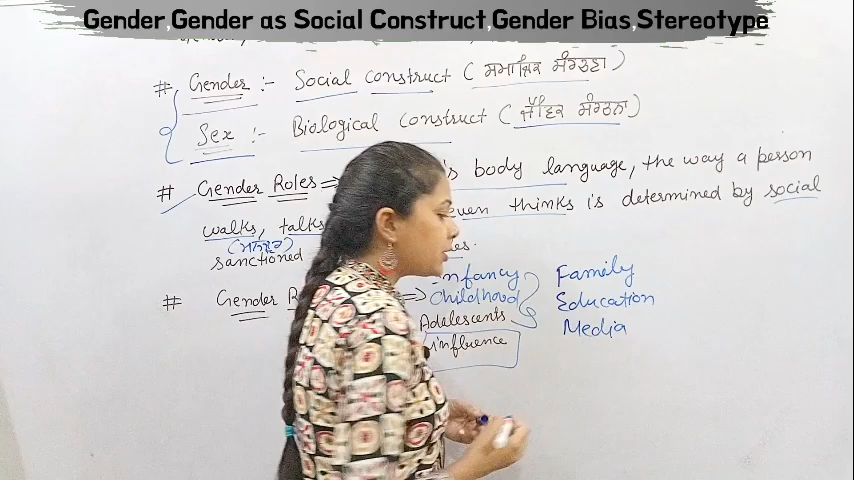 Gender,Gender as Social Construct,Gender Bias,Stereotype
# Gender :- Social construct ( ਸਮਾਜਿਕ ਸੰਗਠਨ )
Sex :- Biological construct ( ਜੈਵਿਕ ਸੰਗਠਨ )
# Gender Roles => body language, the way a person
walks, talks even thinks is determined by social
sanctioned
# Gender => infancy
Childhood
Adelescents
influence
Family
Education
Media